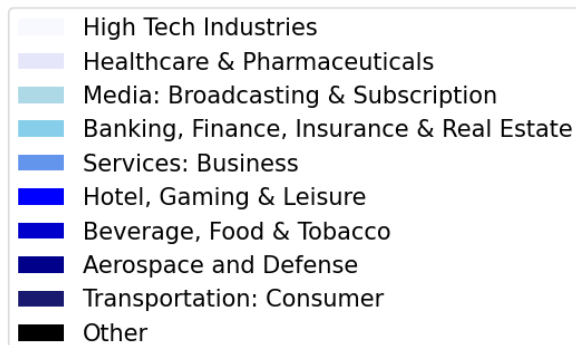 High Tech Industries
Healthcare & Pharmaceuticals
Media: Broadcasting & Subscription
Banking, Finance, Insurance & Real Estate
Services: Business
Hotel, Gaming & Leisure
Beverage, Food & Tobacco
Aerospace and Defense
Transportation: Consumer
Other